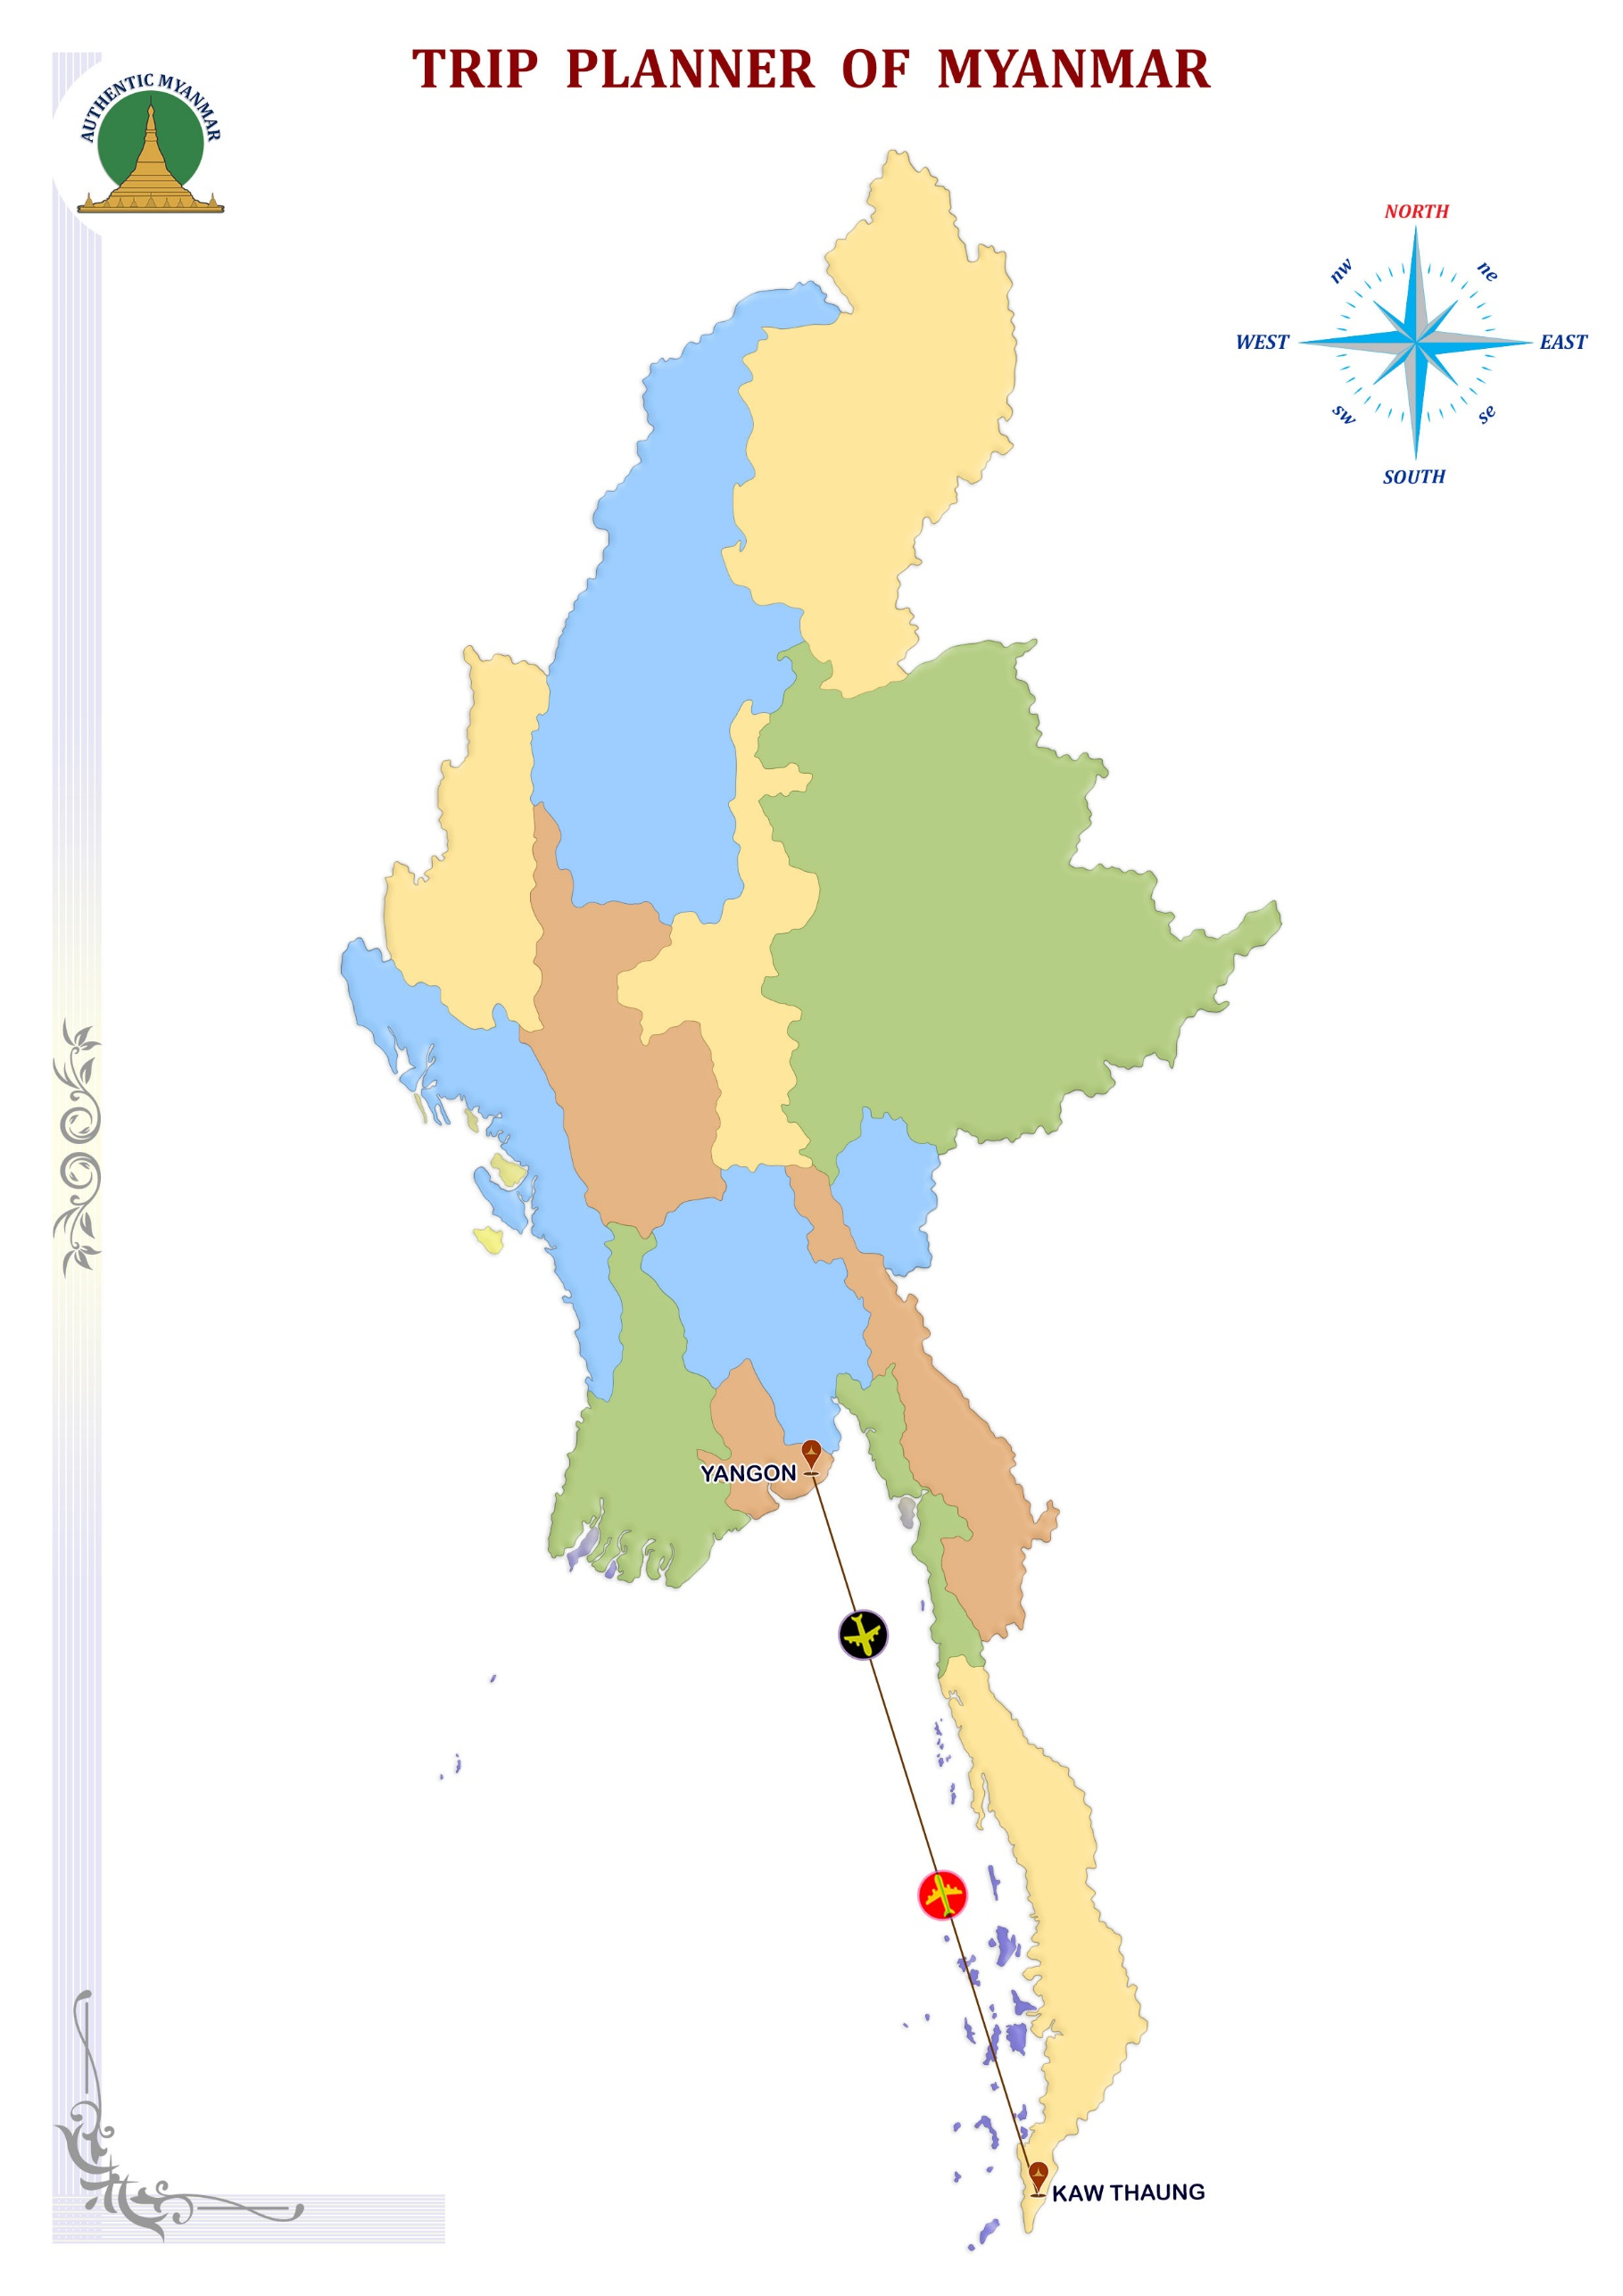 TRIP PLANNER OF MYANMAR
AUTHENTIC MYANMAR
NORTH
nw
ne
WEST
EAST
sw
se
SOUTH
YANGON
KAW THAUNG